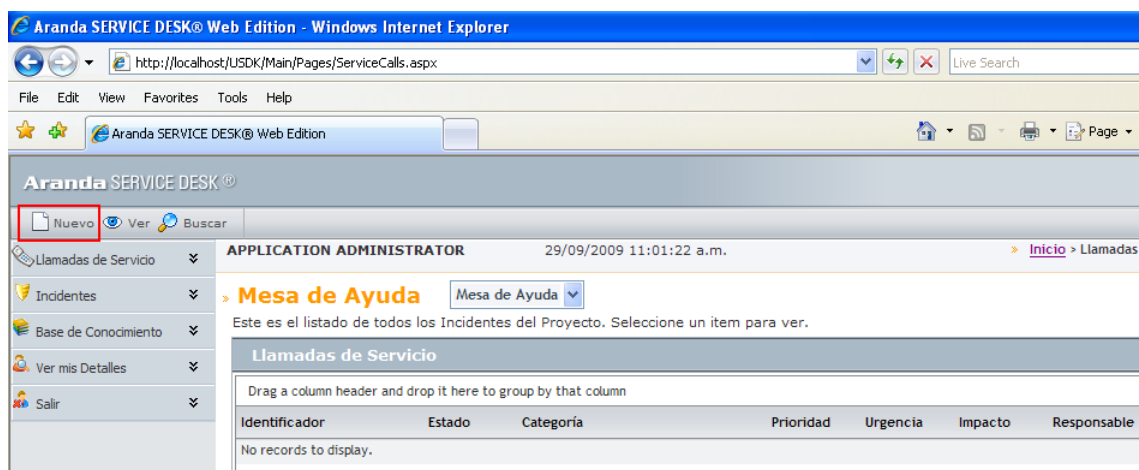 Aranda SERVICE DESK® Web Edition - Windows Internet Explorer
http://localhost/USDK/Main/Pages/ServiceCalls.aspx Live Search
File Edit View Favorites Tools Help
Aranda SERVICE DESK® Web Edition Page
Aranda SERVICE DESK ®
Nuevo Ver Buscar
Llamadas de Servicio
Incidentes
Base de Conocimiento
Ver mis Detalles
Salir
APPLICATION ADMINISTRATOR 29/09/2009 11:01:22 a.m. » Inicio > Llamadas
» Mesa de Ayuda Mesa de Ayuda
Este es el listado de todos los Incidentes del Proyecto. Seleccione un item para ver.
Llamadas de Servicio
Drag a column header and drop it here to group by that column
Identificador Estado Categoría Prioridad Urgencia Impacto Responsable
No records to display.